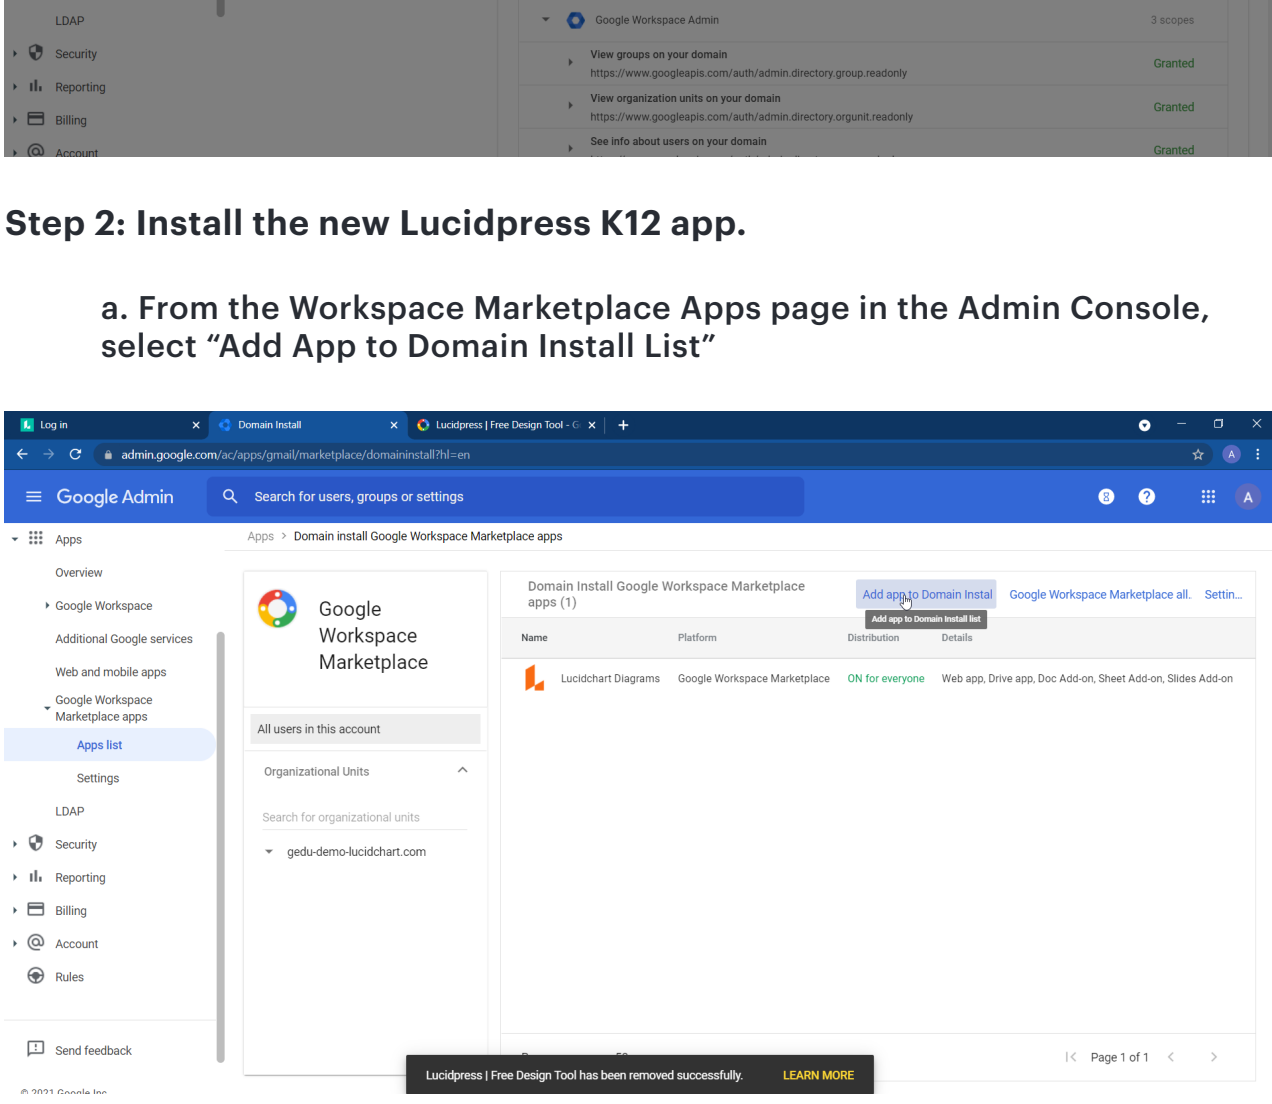 LDAP
Security
Reporting
Billing
Account
Google Workspace Admin
3 scopes
View groups on your domain
https://www.googleapis.com/auth/admin.directory.group.readonly
Granted
View organization units on your domain
https://www.googleapis.com/auth/admin.directory.orgunit.readonly
Granted
See info about users on your domain
Granted
Step 2: Install the new Lucidpress K12 app.
a. From the Workspace Marketplace Apps page in the Admin Console,
select “Add App to Domain Install List”
Log in
Domain Install
Lucidpress | Free Design Tool - G
admin.google.com/ac/apps/gmail/marketplace/domaininstall?hl=en
A
Google Admin
Search for users, groups or settings
8
?
A
Apps
Overview
Google Workspace
Additional Google services
Web and mobile apps
Google Workspace
Marketplace apps
Apps list
Settings
LDAP
Security
Reporting
Billing
Account
Rules
Send feedback
© 2021 Google Inc.
Apps > Domain install Google Workspace Marketplace apps
Google
Workspace
Marketplace
All users in this account
Organizational Units
Search for organizational units
gedu-demo-lucidchart.com
Domain Install Google Workspace Marketplace
apps (1)
Add app to Domain Instal
Google Workspace Marketplace all.
Settin...
Add app to Domain Install list
Name
Platform
Distribution
Details
Lucidchart Diagrams
Google Workspace Marketplace
ON for everyone
Web app, Drive app, Doc Add-on, Sheet Add-on, Slides Add-on
Page 1 of 1
Lucidpress | Free Design Tool has been removed successfully.
LEARN MORE